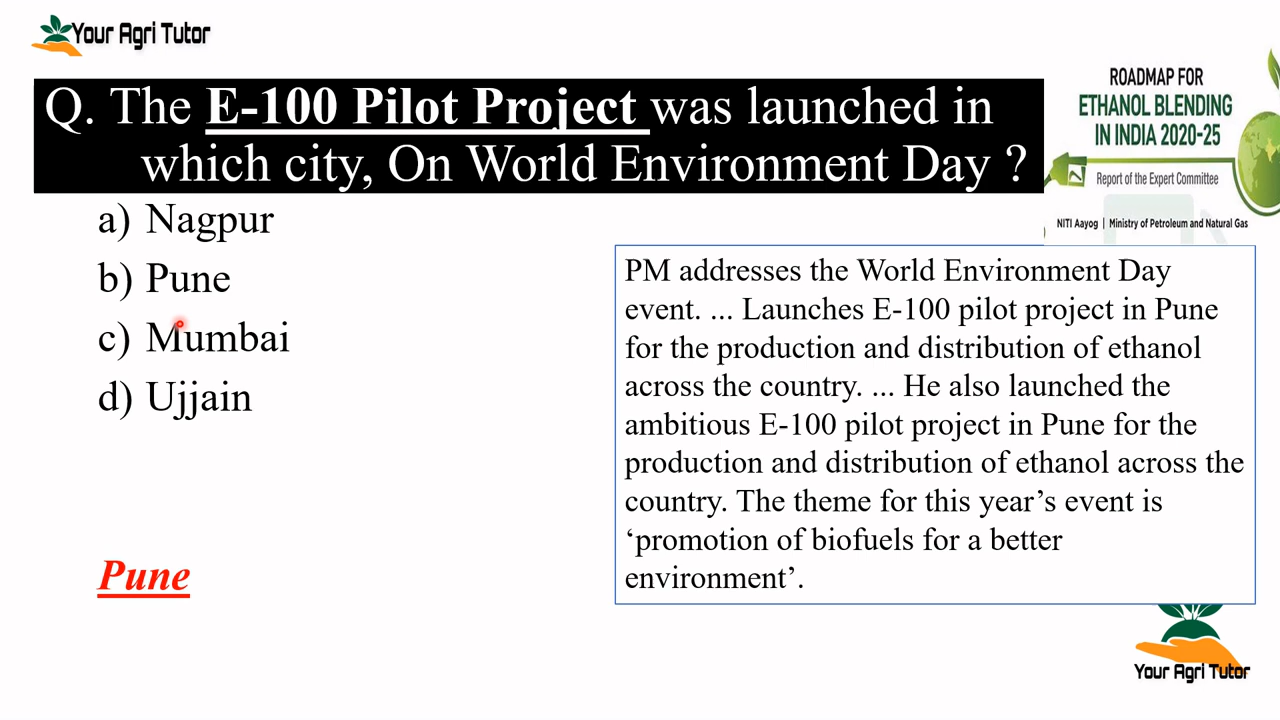 Your Agri Tutor
Q. The E-100 Pilot Project was launched in
which city, On World Environment Day ?
ROADMAP FOR
ETHANOL BLENDING
IN INDIA 2020-25
Report of the Expert Committee
NITI Aayog | Ministry of Petroleum and Natural Gas
a) Nagpur
b) Pune
c) Mumbai
d) Ujjain
Pune
PM addresses the World Environment Day
event. ... Launches E-100 pilot project in Pune
for the production and distribution of ethanol
across the country. ... He also launched the
ambitious E-100 pilot project in Pune for the
production and distribution of ethanol across the
country. The theme for this year’s event is
‘promotion of biofuels for a better
environment’.
Your Agri Tutor